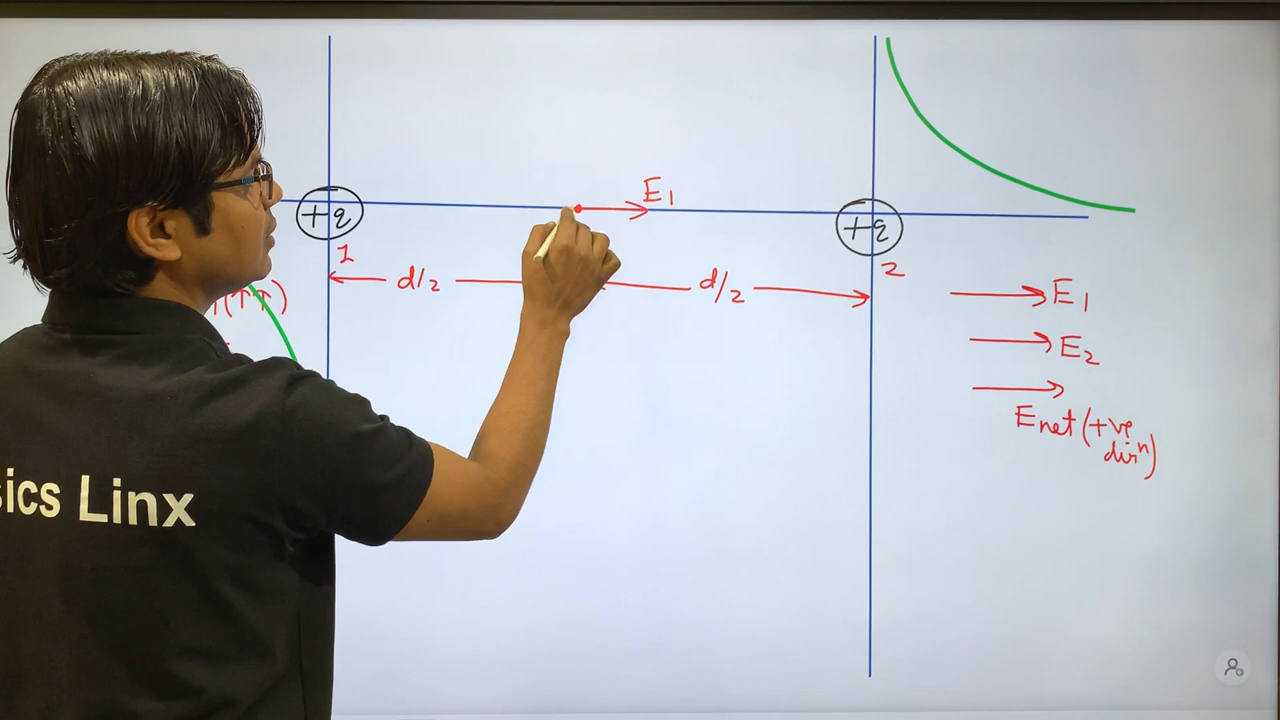 E1
+q
+q
1
2
d/2
d/2
(↑↑)
E1
E2
Enet (+ve
dirⁿ)
sics Linx